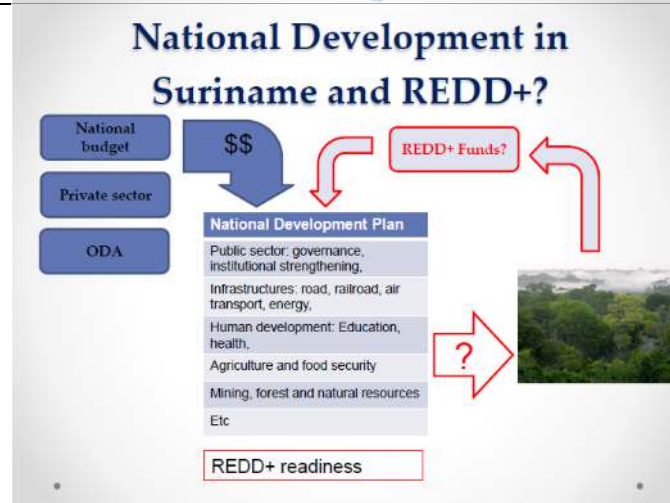 National Development in
Suriname and REDD+?
National
budget
Private sector
ODA
$$
REDD+ Funds?
National Development Plan
Public sector: governance,
institutional strengthening,
Infrastructures: road, railroad, air
transport, energy,
Human development: Education,
health,
Agriculture and food security
Mining, forest and natural resources
Etc
?
REDD+ readiness